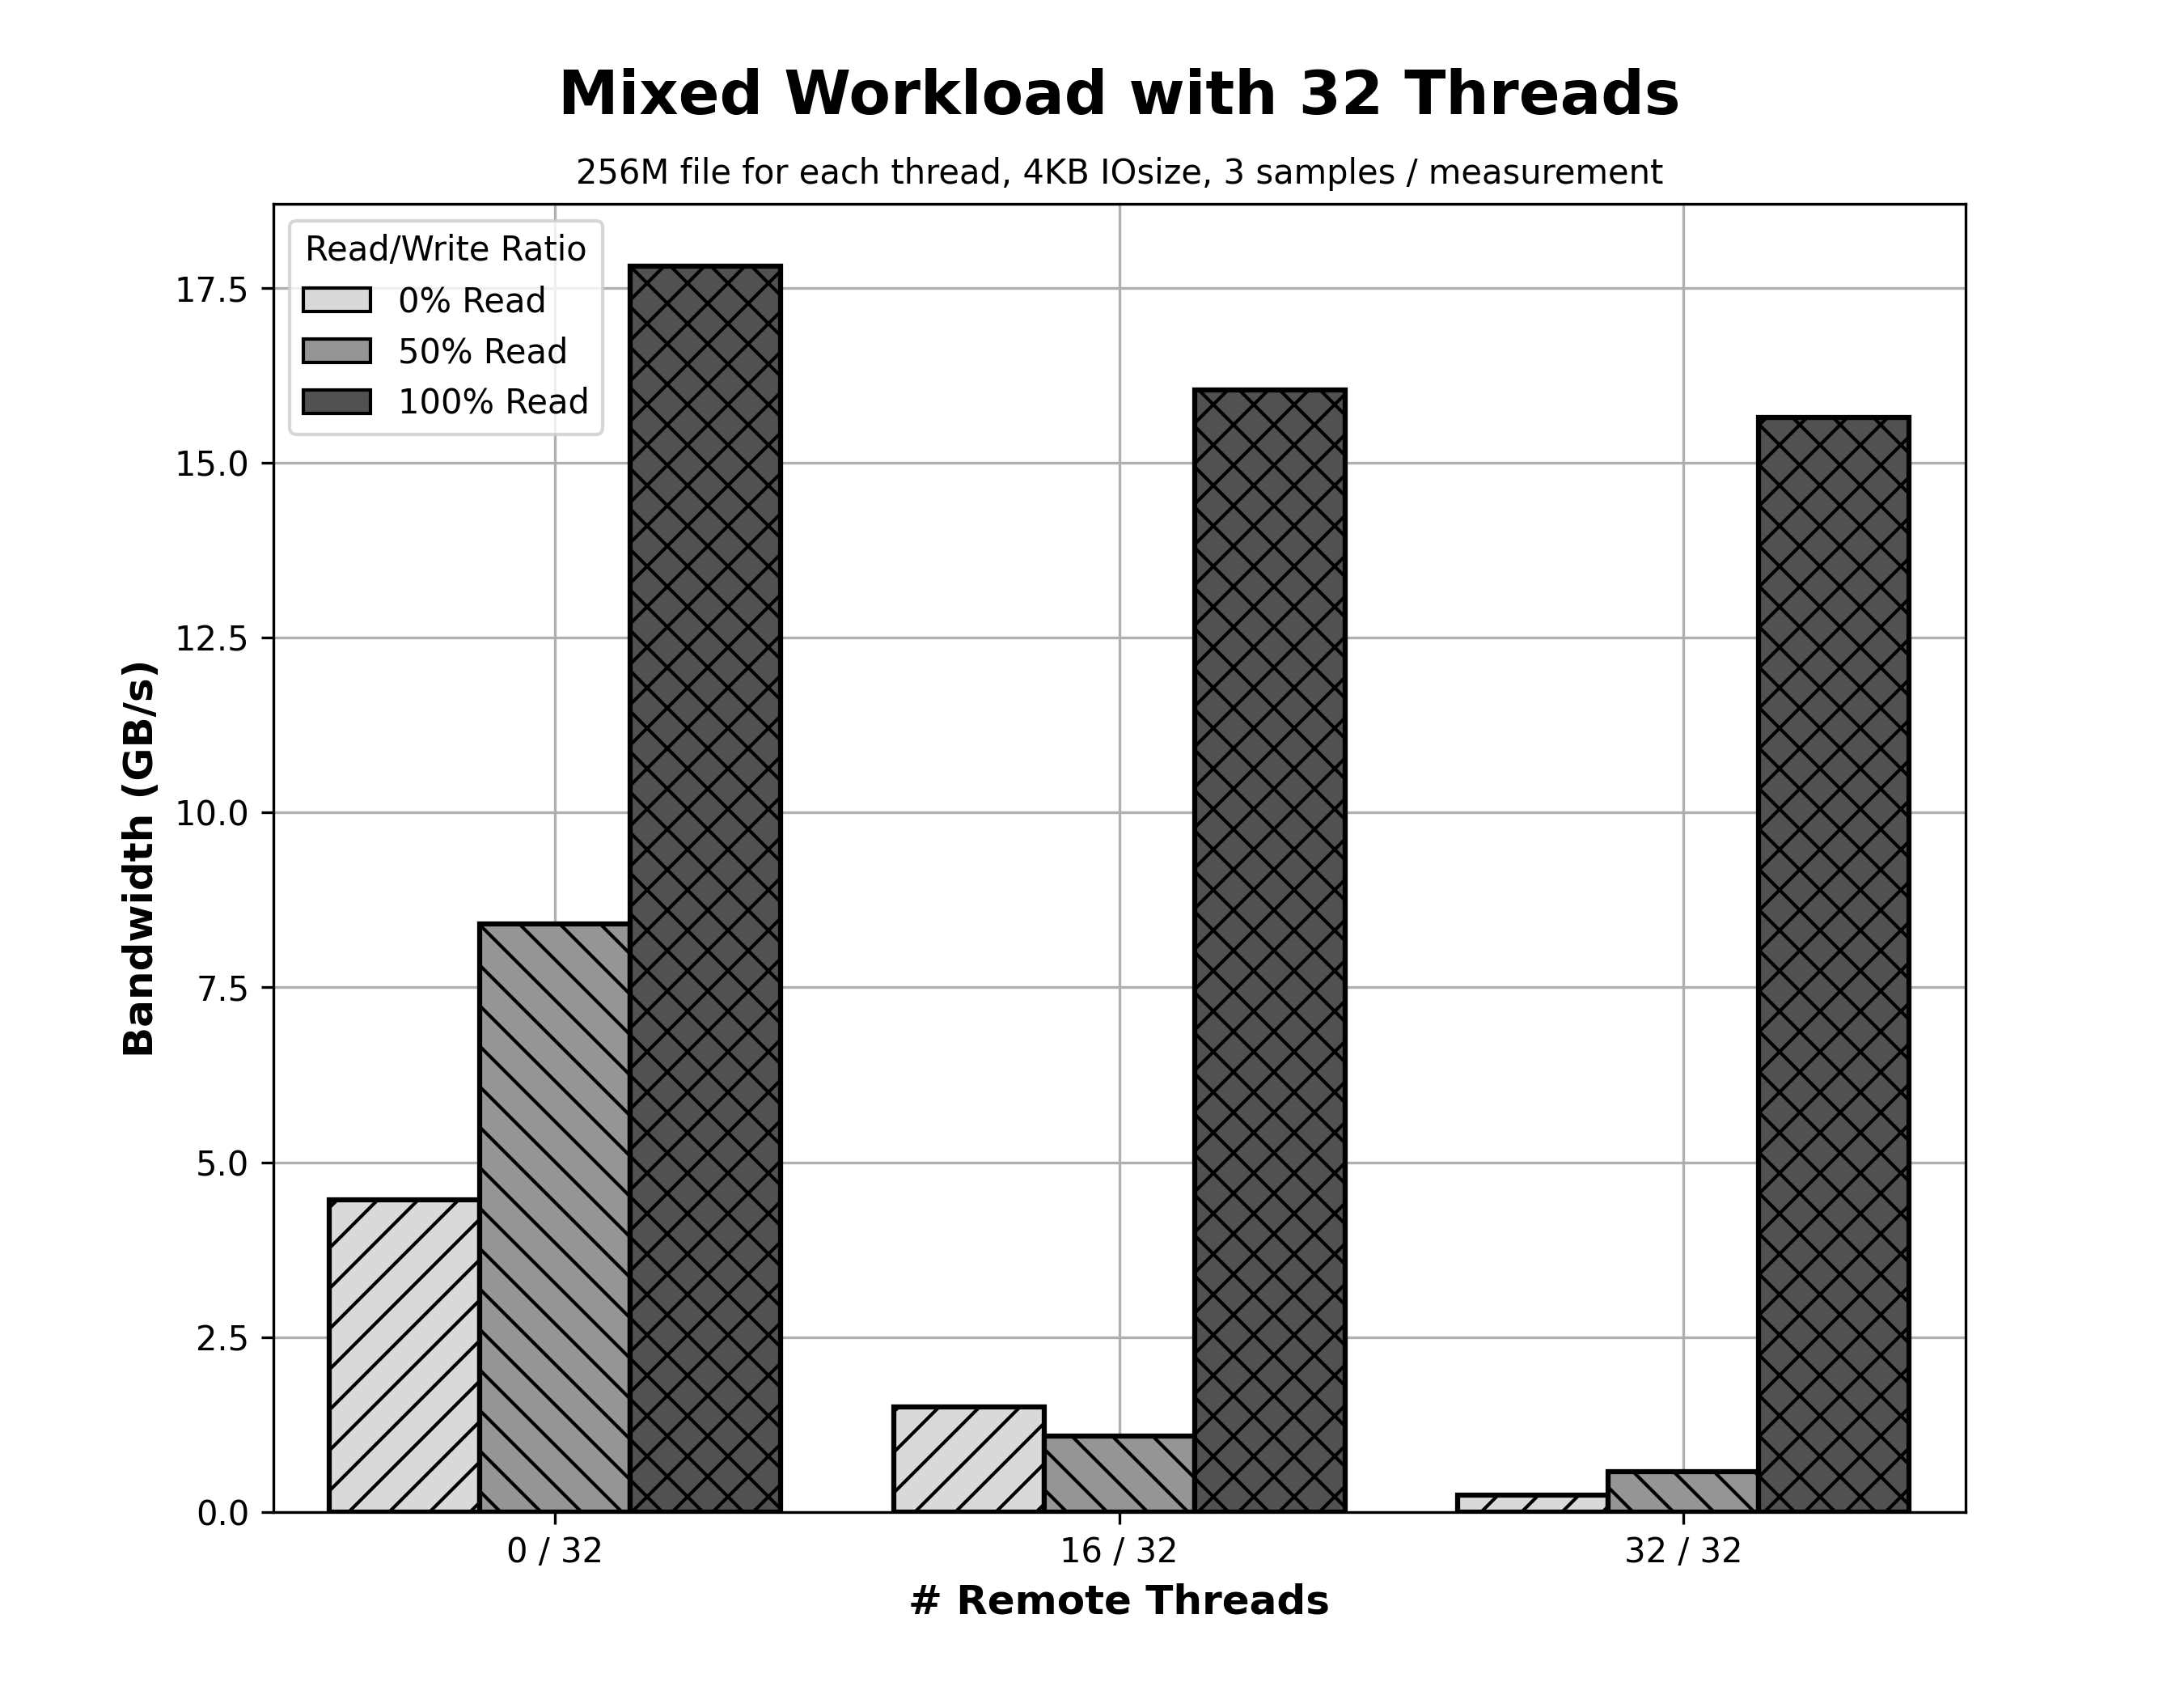 Mixed Workload with 32 Threads
256M file for each thread, 4KB IOsize, 3 samples / measurement
Read/Write Ratio
0% Read
50% Read
100% Read
17.5
15.0
12.5
10.0
7.5
5.0
2.5
0.0
Bandwidth (GB/s)
0 / 32
16 / 32
32 / 32
# Remote Threads